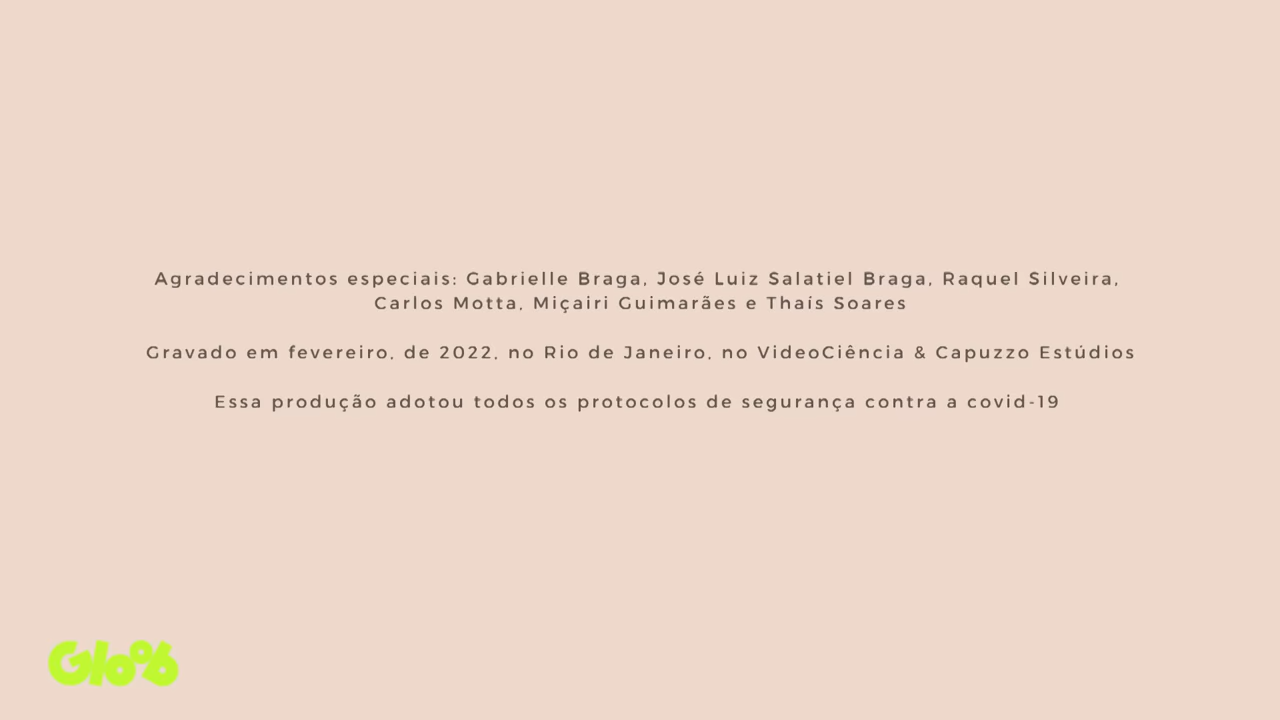 Agradecimentos especiais: Gabrielle Braga, José Luiz Salatiel Braga, Raquel Silveira,
Carlos Motta, Miçairi Guimarães e Thaís Soares
Gravado em fevereiro, de 2022, no Rio de Janeiro, no VideoCiência & Capuzzo Estúdios
Essa produção adotou todos os protocolos de segurança contra a covid-19
Gloob